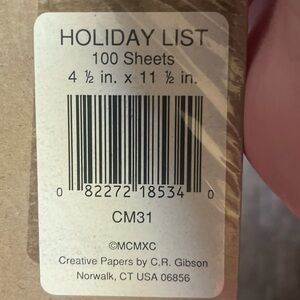 HOLIDAY LIST
100 Sheets
4 ½ in. x 11 ½ in.
0 82272 18534 0
CM31
©MCMXC
Creative Papers by C.R. Gibson
Norwalk, CT USA 06856